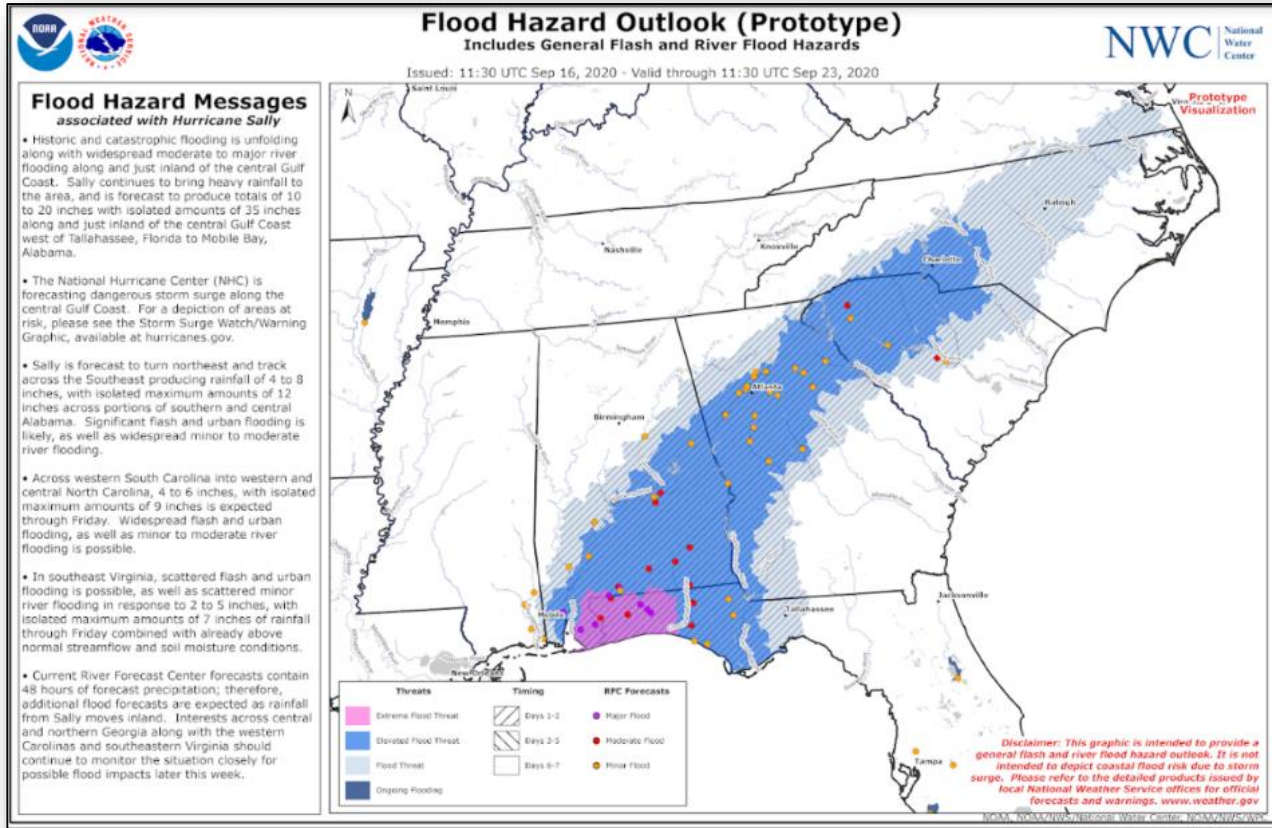 Flood Hazard Outlook (Prototype)
Includes General Flash and River Flood Hazards
Issued: 11:30 UTC Sep 16, 2020 - Valid through 11:30 UTC Sep 23, 2020
NOAA
NWC
National
Water
Center
Flood Hazard Messages
associated with Hurricane Sally
• Historic and catastrophic flooding is unfolding
along with widespread moderate to major river
flooding along and just inland of the central Gulf
Coast. Sally continues to bring heavy rainfall to
the area, and is forecast to produce totals of 10
to 20 inches with isolated amounts of 35 inches
along and just inland of the central Gulf Coast
west of Tallahassee, Florida to Mobile Bay,
Alabama.
• The National Hurricane Center (NHC) is
forecasting dangerous storm surge along the
central Gulf Coast. For a depiction of areas at
risk, please see the Storm Surge Watch/Warning
Graphic, available at hurricanes.gov.
• Sally is forecast to turn northeast and track
across the Southeast producing rainfall of 4 to 8
inches, with isolated maximum amounts of 12
inches across portions of southern and central
Alabama. Significant flash and urban flooding is
likely, as well as widespread minor to moderate
river flooding.
• Across western South Carolina into western and
central North Carolina, 4 to 6 inches, with isolated
maximum amounts of 9 inches is expected
through Friday. Widespread flash and urban
flooding, as well as minor to moderate river
flooding is possible.
• In southeast Virginia, scattered flash and urban
flooding is possible, as well as scattered minor
river flooding in response to 2 to 5 inches, with
isolated maximum amounts of 7 inches of rainfall
through Friday combined with already above
normal streamflow and soil moisture conditions.
• Current River Forecast Center forecasts contain
48 hours of forecast precipitation; therefore,
additional flood forecasts are expected as rainfall
from Sally moves inland. Interests across central
and northern Georgia along with the western
Carolinas and southeastern Virginia should
continue to monitor the situation closely for
possible flood impacts later this week.
N
Saint Louis
Prototype
Visualization
Raleigh
Nashville
Knoxville
Charlotte
Memphis
Atlanta
Birmingham
Mobile
Tallahassee
Jacksonville
New Orleans
Tampa
Threats
Extreme Flood Threat
Elevated Flood Threat
Flood Threat
Ongoing Flooding
Timing
Days 1-2
Days 3-5
Days 6-7
RFC Forecasts
Major Flood
Moderate Flood
Minor Flood
Disclaimer: This graphic is intended to provide a
general flash and river flood hazard outlook. It is not
intended to depict coastal flood risk due to storm
surge. Please refer to the detailed products issued by
local National Weather Service offices for official
forecasts and warnings. www.weather.gov
NOAA, NOAA/NWS/National Water Center, NOAA/NWS/WPC